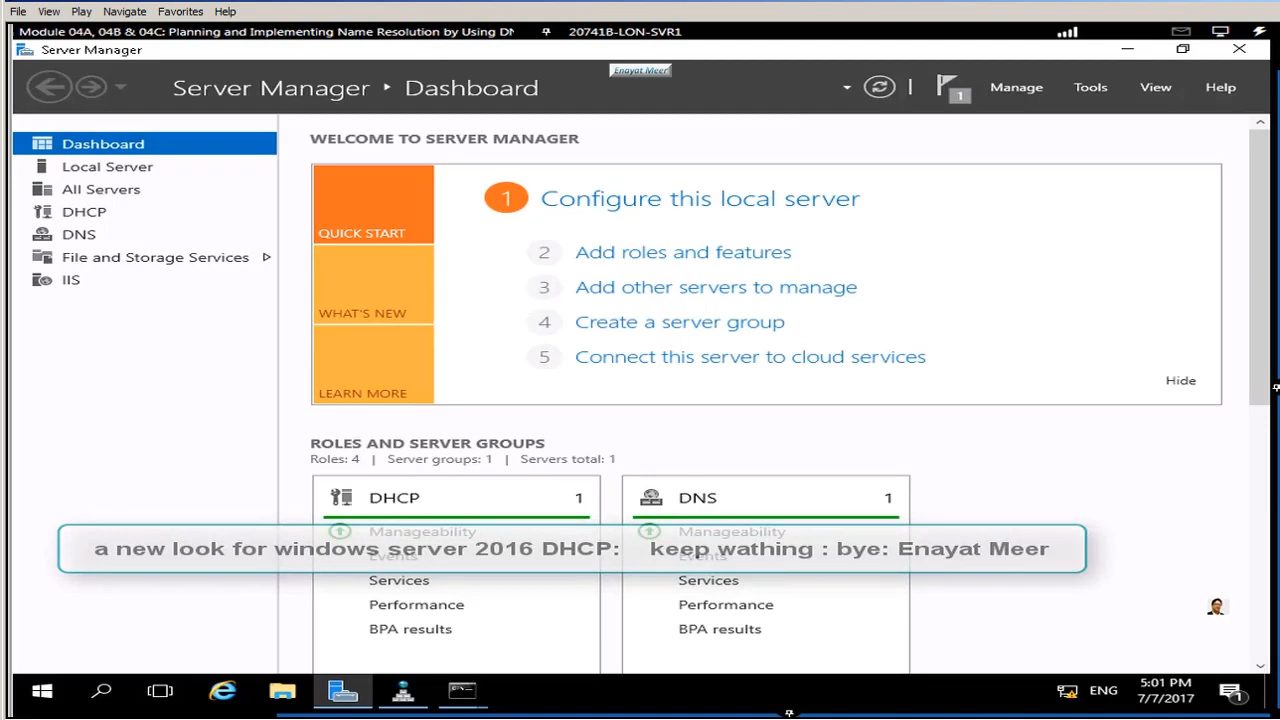 File View Play Navigate Favorites Help
Module 04A, 04B & 04C: Planning and Implementing Name Resolution by Using DN 20741B-LON-SVR1
Server Manager
Enayat Meer
Server Manager ‣ Dashboard
1 Manage Tools View Help
Dashboard
Local Server
All Servers
DHCP
DNS
File and Storage Services
IIS
WELCOME TO SERVER MANAGER
QUICK START
WHAT'S NEW
LEARN MORE
1 Configure this local server
2 Add roles and features
3 Add other servers to manage
4 Create a server group
5 Connect this server to cloud services
Hide
ROLES AND SERVER GROUPS
Roles: 4 | Server groups: 1 | Servers total: 1
DHCP 1
Manageability
Events
Services
Performance
BPA results
DNS 1
Manageability
Events
Services
Performance
BPA results
a new look for windows server 2016 DHCP: keep wathing : bye: Enayat Meer
ENG
5:01 PM
7/7/2017
1